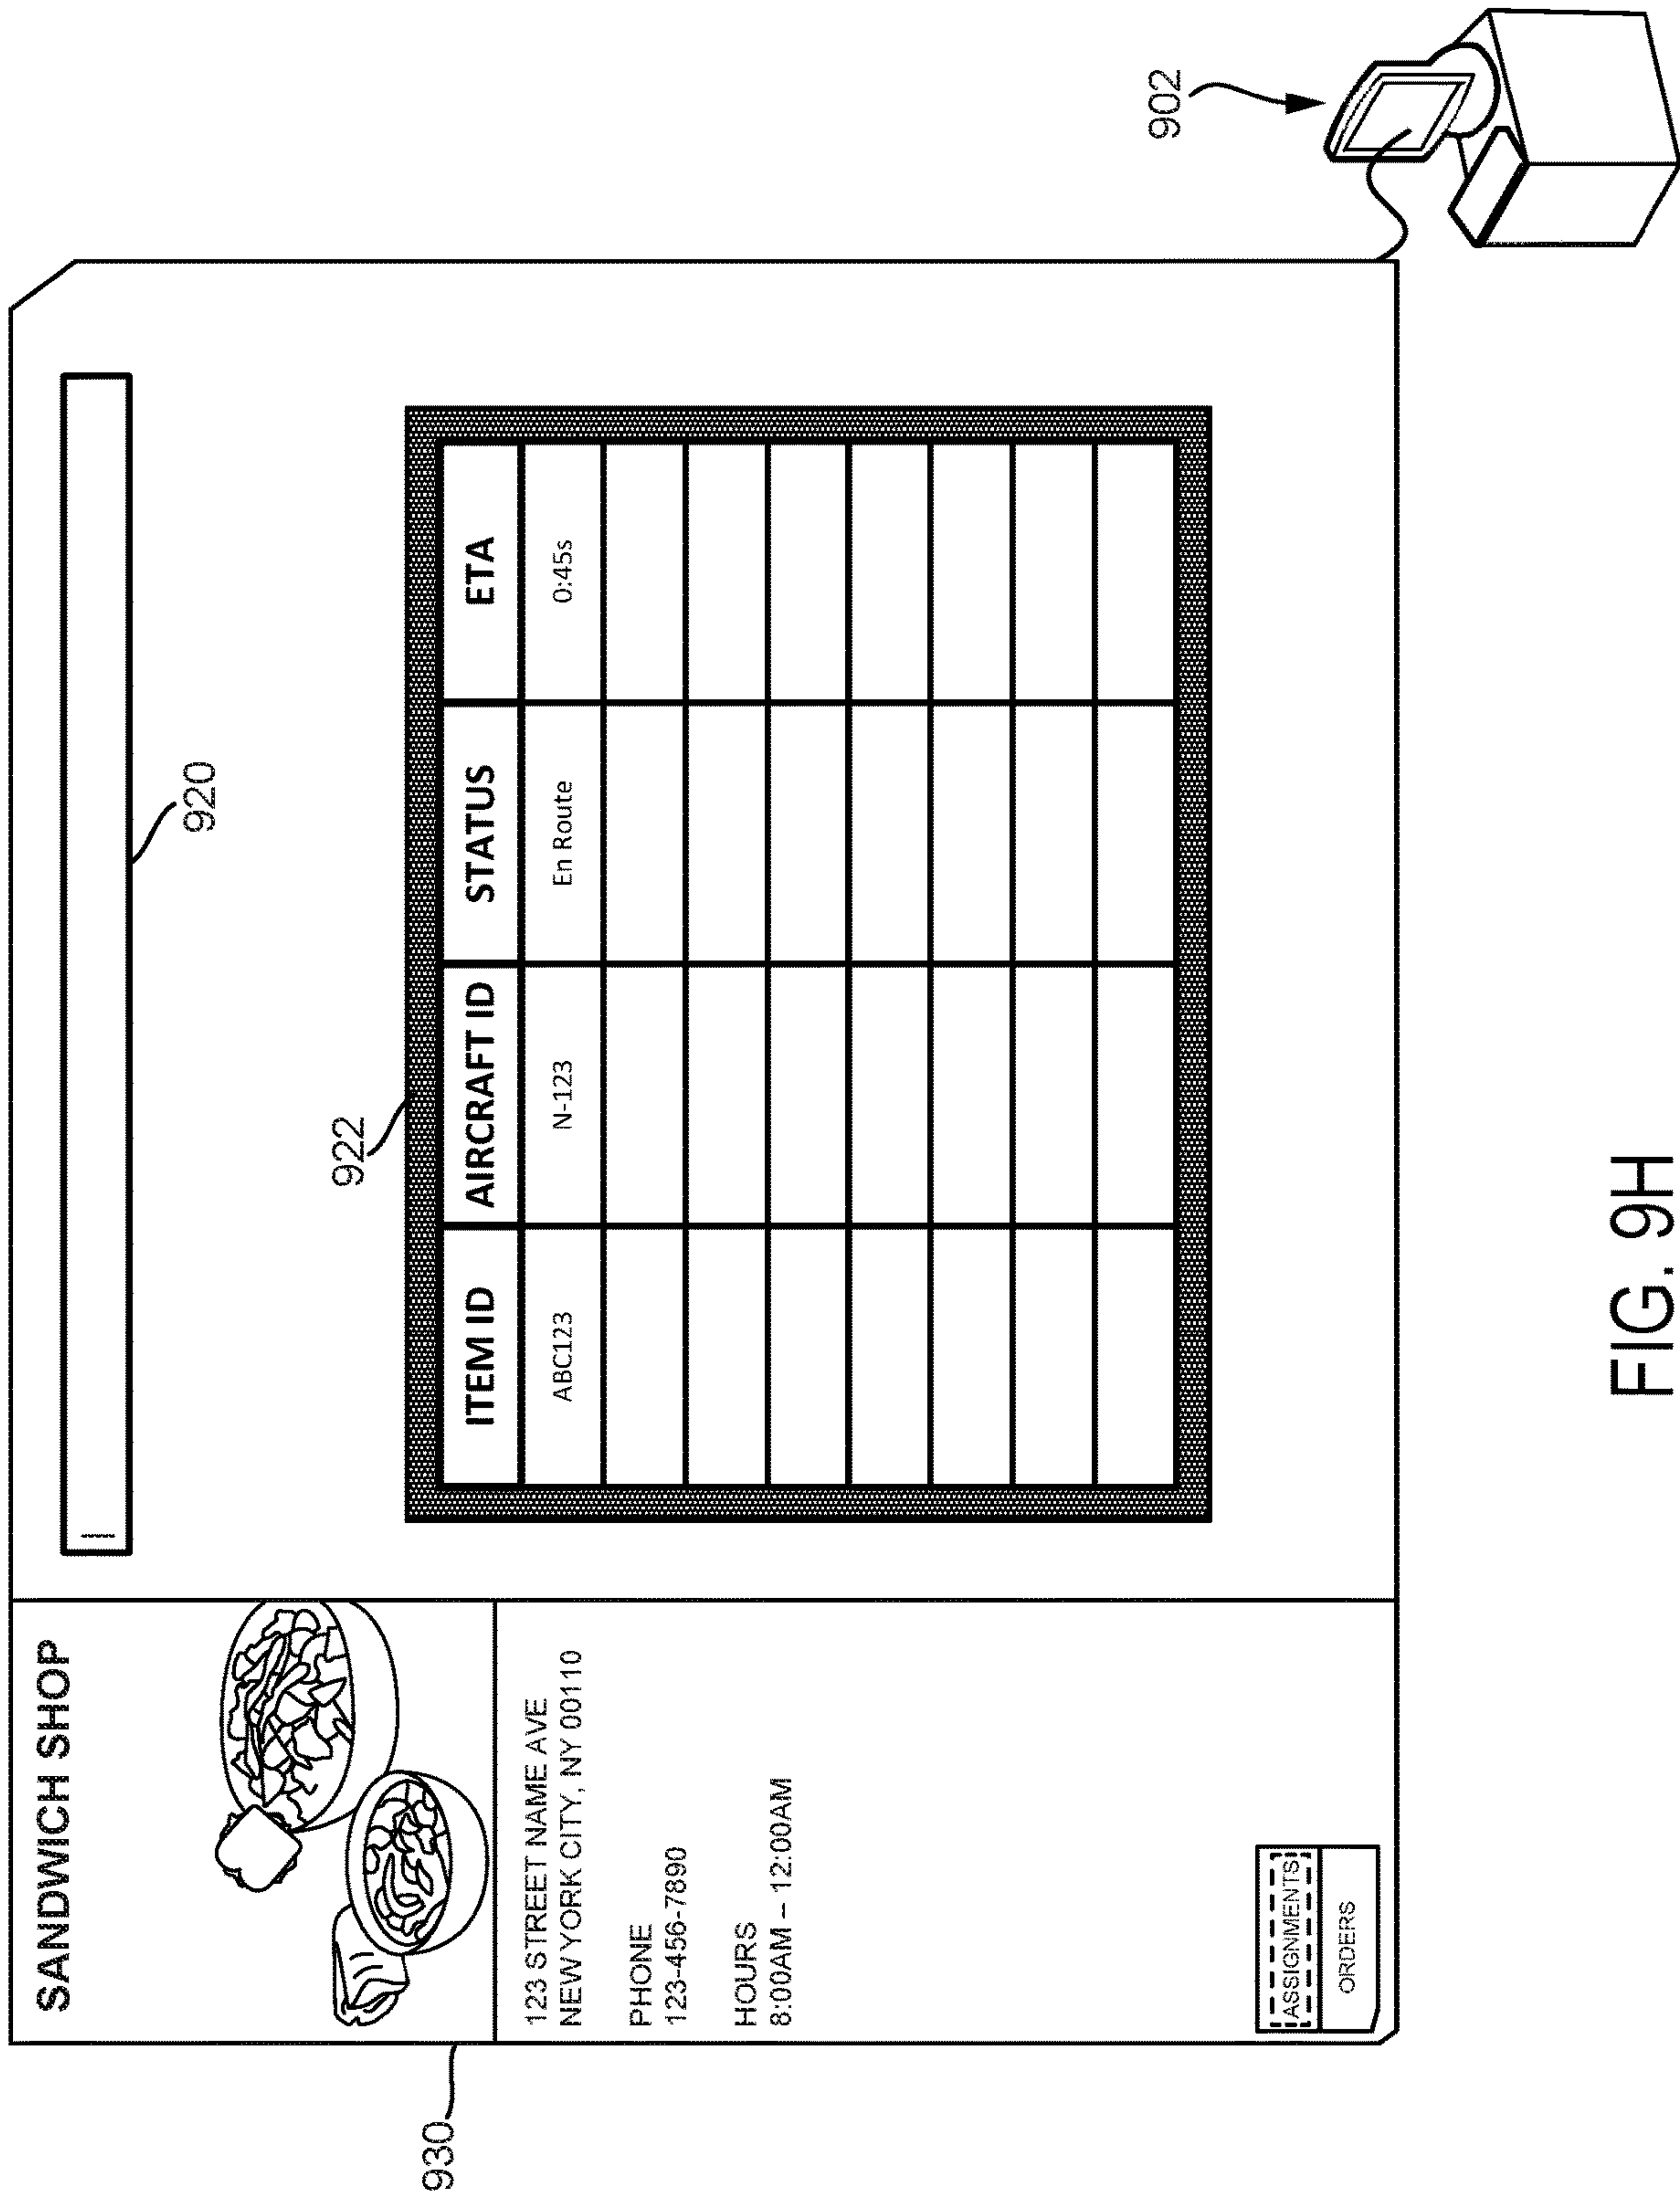 SANDWICH SHOP
930
123 STREET NAME AVE
NEW YORK CITY, NY 00110
PHONE
123-456-7890
HOURS
8:00AM – 12:00AM
ASSIGNMENTS
ORDERS
920
922
ITEM ID AIRCRAFT ID STATUS ETA
ABC123 N-123 En Route 0:45s
902
FIG. 9H